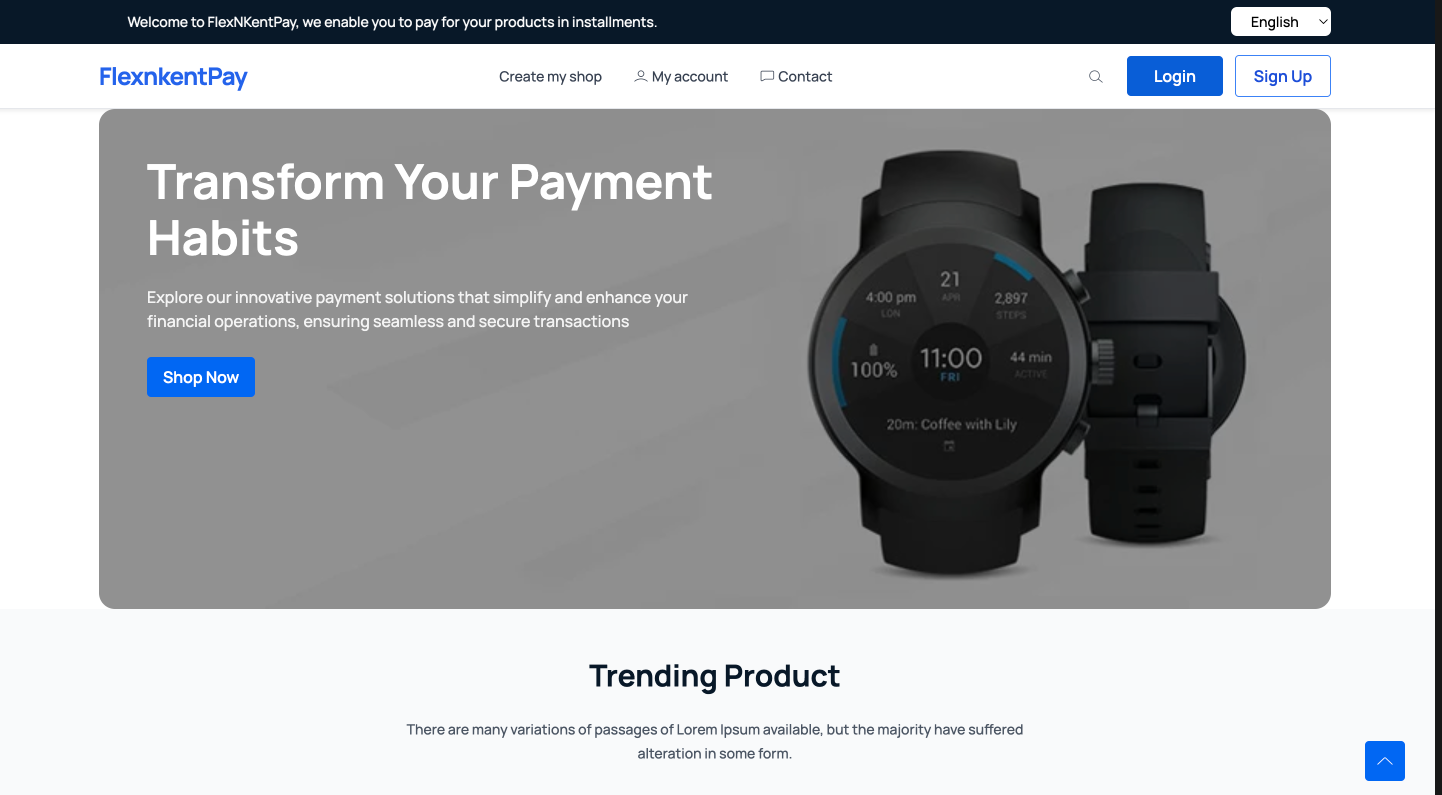 Welcome to FlexNKentPay, we enable you to pay for your products in installments.
English
FlexnkentPay
Create my shop
My account
Contact
Login
Sign Up
Transform Your Payment
Habits
Explore our innovative payment solutions that simplify and enhance your
financial operations, ensuring seamless and secure transactions
Shop Now
21
APR
4:00 pm
LON
2,897
STEPS
100%
11:00
FRI
44 min
ACTIVE
20m: Coffee with Lily
Trending Product
There are many variations of passages of Lorem Ipsum available, but the majority have suffered
alteration in some form.